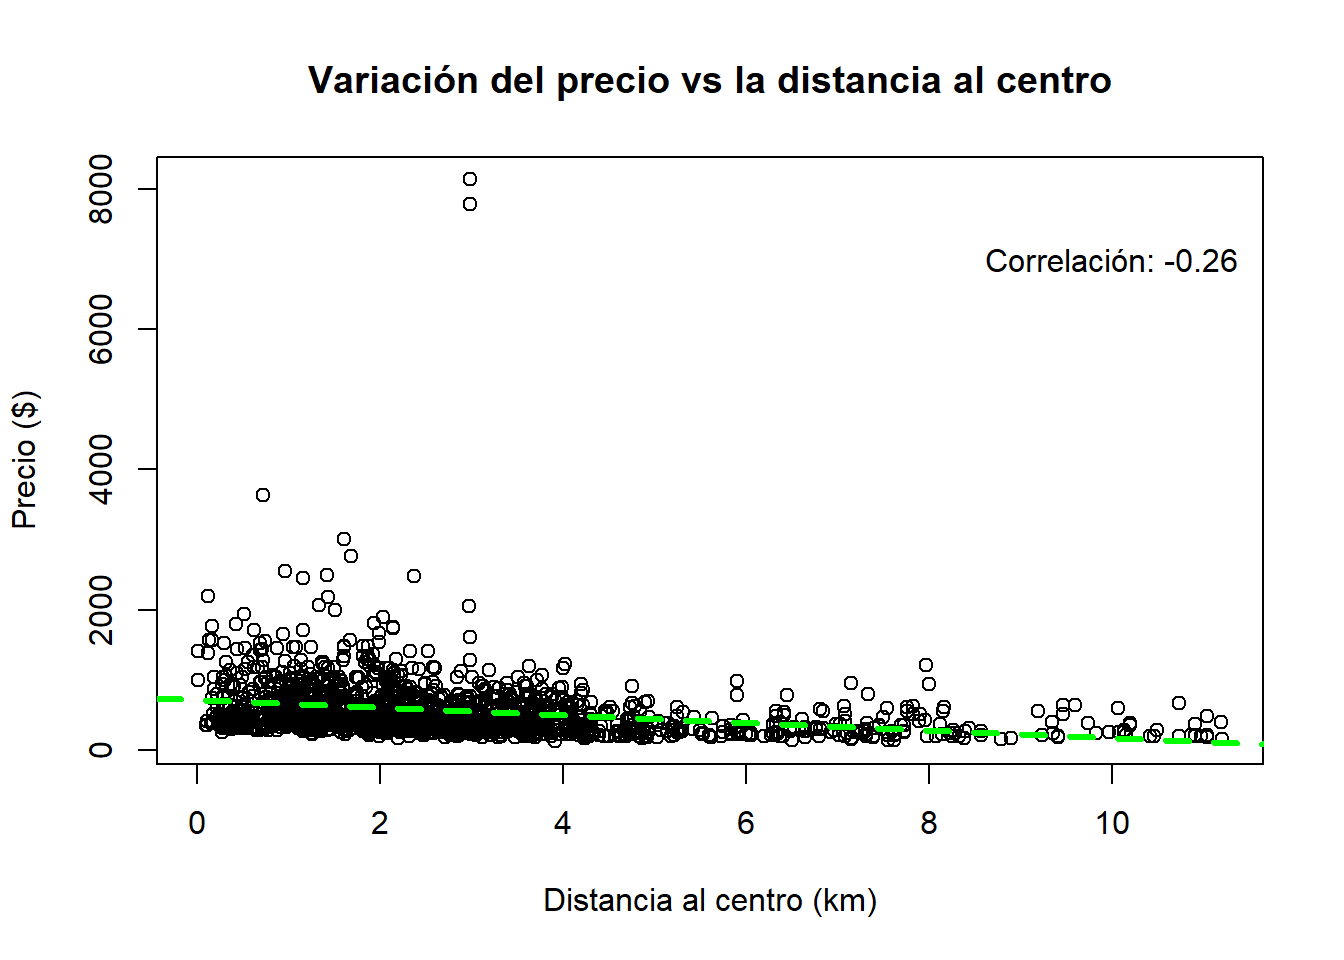 Variación del precio vs la distancia al centro
Correlación: -0.26
Precio ($)
8000
6000
4000
2000
0
0 2 4 6 8 10
Distancia al centro (km)